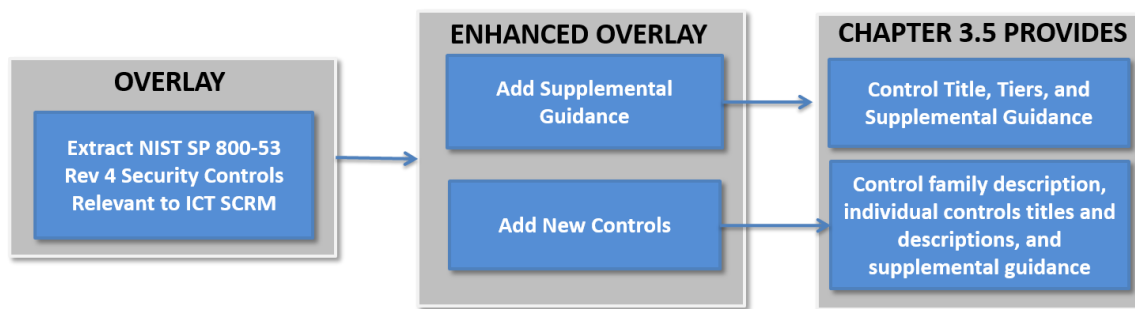 OVERLAY
Extract NIST SP 800-53
Rev 4 Security Controls
Relevant to ICT SCRM
ENHANCED OVERLAY
Add Supplemental
Guidance
Add New Controls
CHAPTER 3.5 PROVIDES
Control Title, Tiers, and
Supplemental Guidance
Control family description,
individual controls titles and
descriptions, and
supplemental guidance